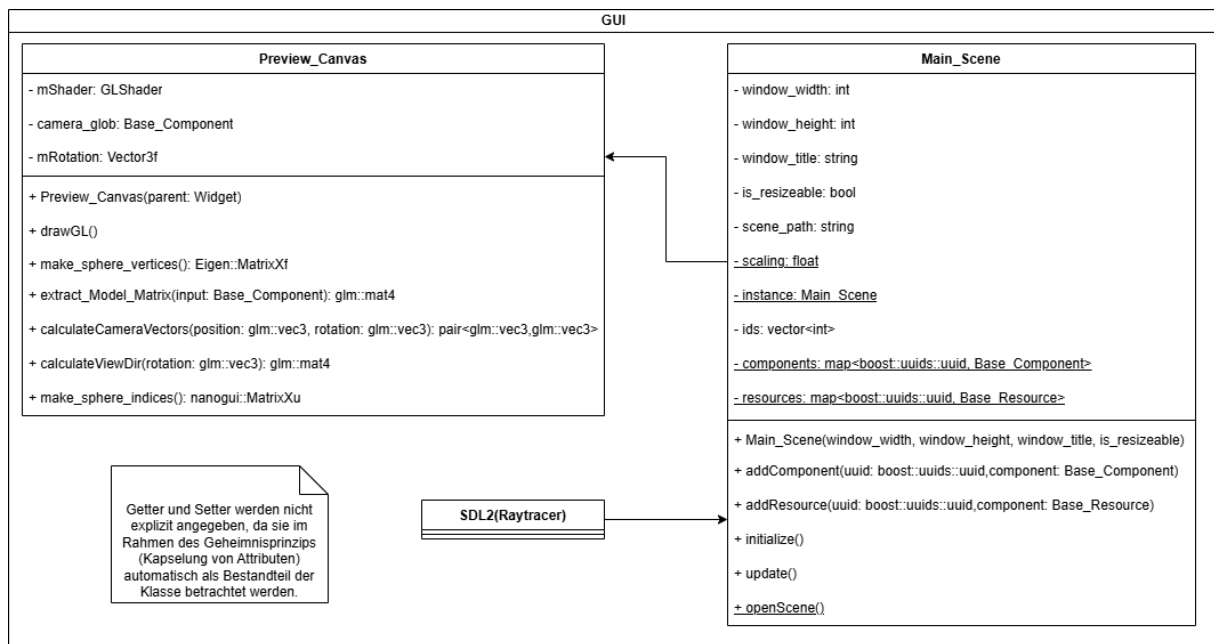 GUI
Preview_Canvas
- mShader: GLShader
- camera_glob: Base_Component
- mRotation: Vector3f
+ Preview_Canvas(parent: Widget)
+ drawGL()
+ make_sphere_vertices(): Eigen::MatrixXf
+ extract_Model_Matrix(input: Base_Component): glm::mat4
+ calculateCameraVectors(position: glm::vec3, rotation: glm::vec3): pair<glm::vec3,glm::vec3>
+ calculateViewDir(rotation: glm::vec3): glm::mat4
+ make_sphere_indices(): nanogui::MatrixXu
Main_Scene
- window_width: int
- window_height: int
- window_title: string
- is_resizeable: bool
- scene_path: string
- scaling: float
- instance: Main_Scene
- ids: vector<int>
- components: map<boost::uuids::uuid, Base_Component>
- resources: map<boost::uuids::uuid, Base_Resource>
+ Main_Scene(window_width, window_height, window_title, is_resizeable)
+ addComponent(uuid: boost::uuids::uuid,component: Base_Component)
+ addResource(uuid: boost::uuids::uuid,component: Base_Resource)
+ initialize()
+ update()
+ openScene()
Getter und Setter werden nicht
explizit angegeben, da sie im
Rahmen des Geheimnisprinzips
(Kapselung von Attributen)
automatisch als Bestandteil der
Klasse betrachtet werden.
SDL2(Raytracer)